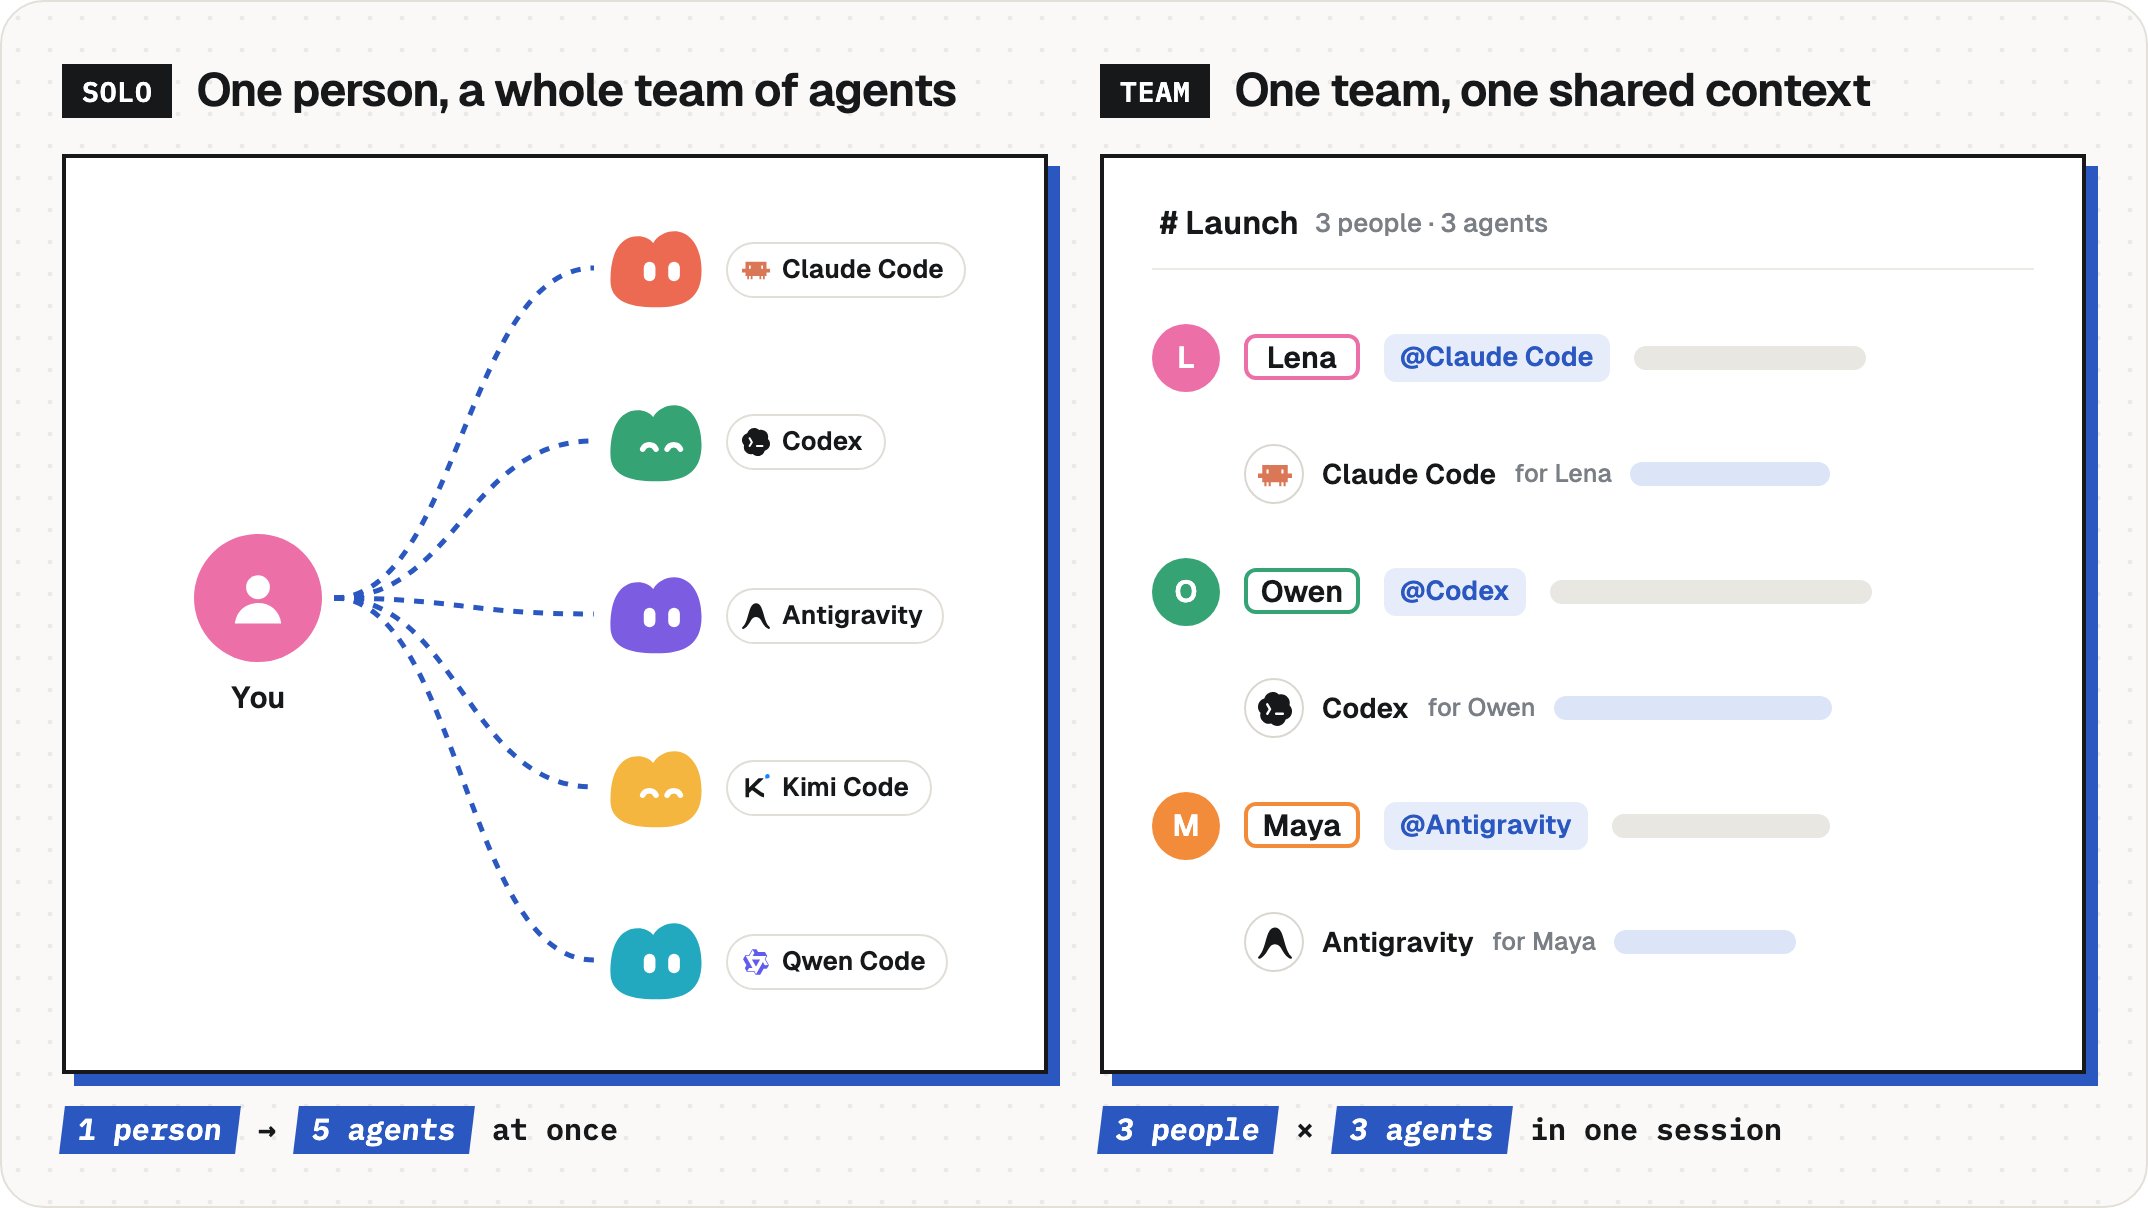 SOLO One person, a whole team of agents
Claude Code
Codex
Antigravity
You
Kimi Code
Qwen Code
1 person → 5 agents at once
TEAM One team, one shared context
# Launch 3 people · 3 agents
L Lena @Claude Code
Claude Code for Lena
O Owen @Codex
Codex for Owen
M Maya @Antigravity
Antigravity for Maya
3 people × 3 agents in one session